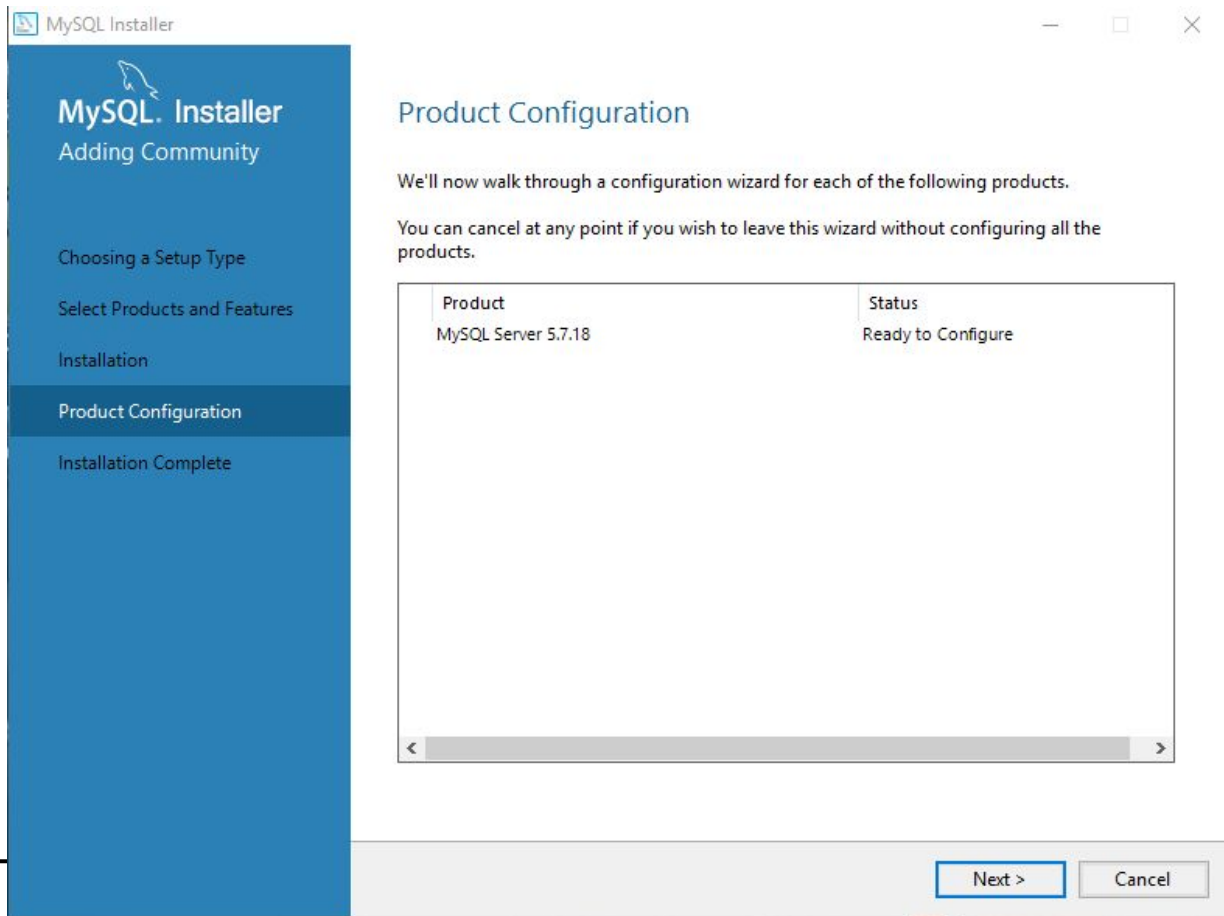 MySQL Installer
MySQL. Installer
Adding Community
Choosing a Setup Type
Select Products and Features
Installation
Product Configuration
Installation Complete
Product Configuration
We'll now walk through a configuration wizard for each of the following products.
You can cancel at any point if you wish to leave this wizard without configuring all the
products.
Product Status
MySQL Server 5.7.18 Ready to Configure
Next > Cancel